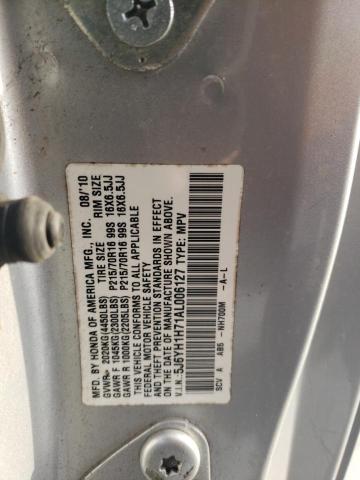 MFD. BY HONDA OF AMERICA MFG., INC. 08/'10
TIRE SIZE RIM SIZE
GVWR 2020KG(4450LBS)
GAWR F 1045KG(2300LBS) P215/70R16 99S 16X6.5JJ
GAWR R 1000KG(2205LBS) P215/70R16 99S 16X6.5JJ
THIS VEHICLE CONFORMS TO ALL APPLICABLE
FEDERAL MOTOR VEHICLE SAFETY
AND THEFT PREVENTION STANDARDS IN EFFECT
ON THE DATE OF MANUFACTURE SHOWN ABOVE.
V.I.N.:5J6YH1H71AL006127 TYPE: MPV
SCV A AB5 -NH700M -A-L